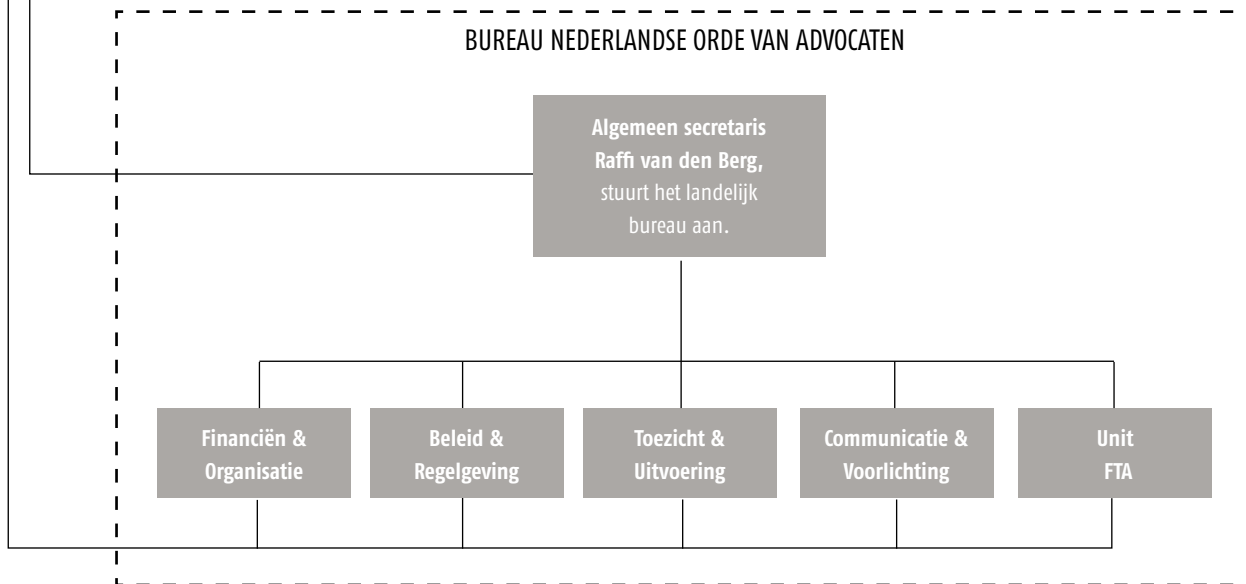 BUREAU NEDERLANDSE ORDE VAN ADVOCATEN
Algemeen secretaris
Raffi van den Berg,
stuurt het landelijk
bureau aan.
Financiën &
Organisatie
Beleid &
Regelgeving
Toezicht &
Uitvoering
Communicatie &
Voorlichting
Unit
FTA